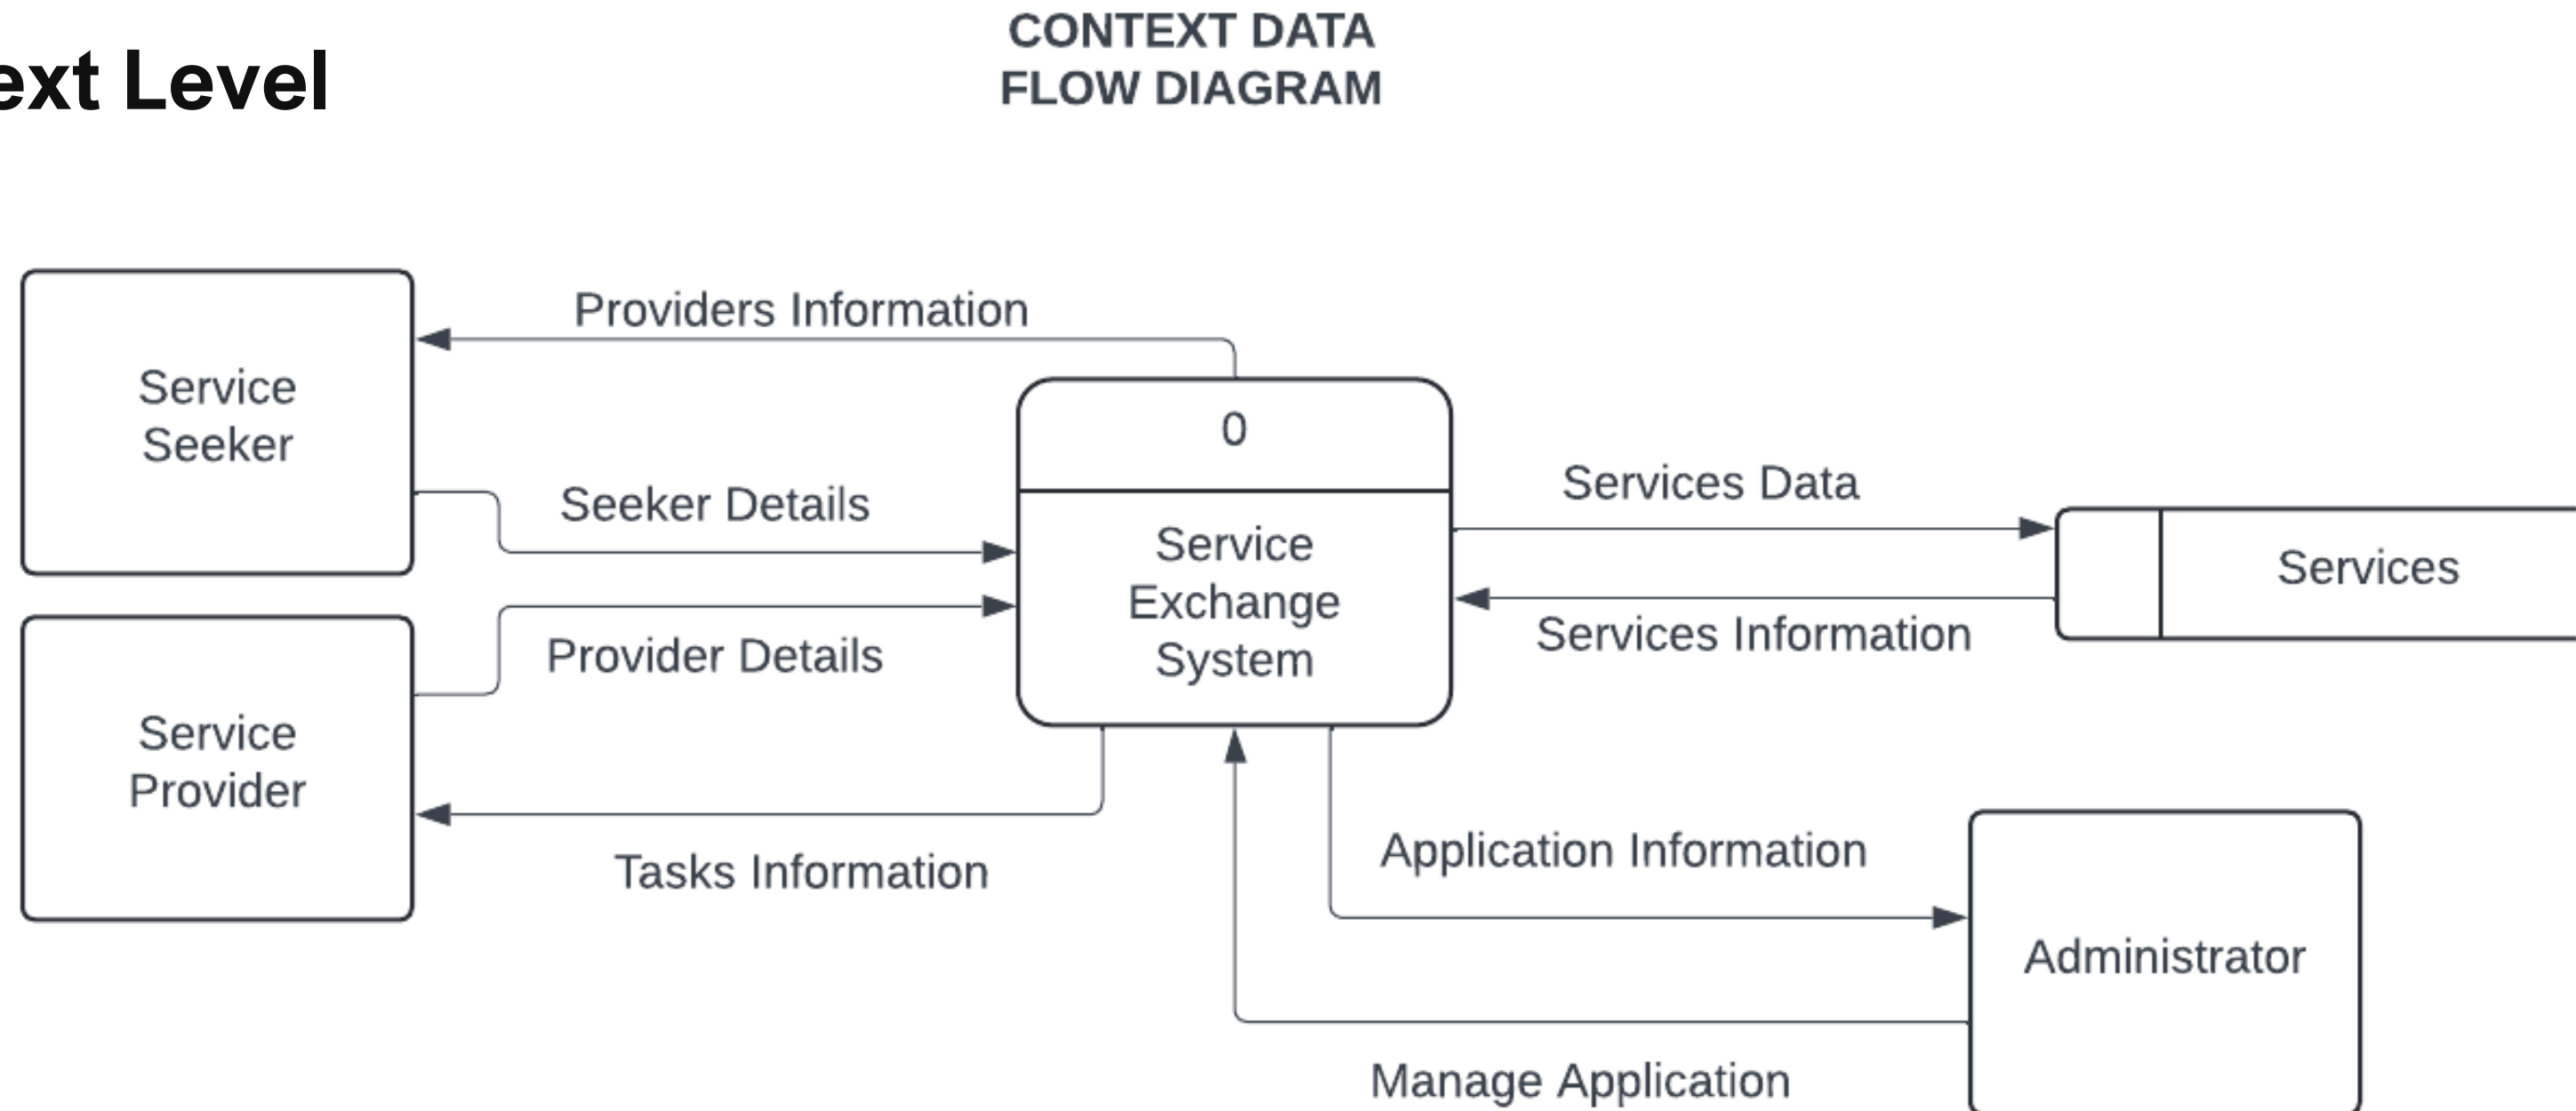 CONTEXT DATA
FLOW DIAGRAM
ext Level
Providers Information
Service
Seeker
0
Seeker Details
Services Data
Service
Exchange
System
Services
Provider Details
Services Information
Service
Provider
Tasks Information
Application Information
Administrator
Manage Application